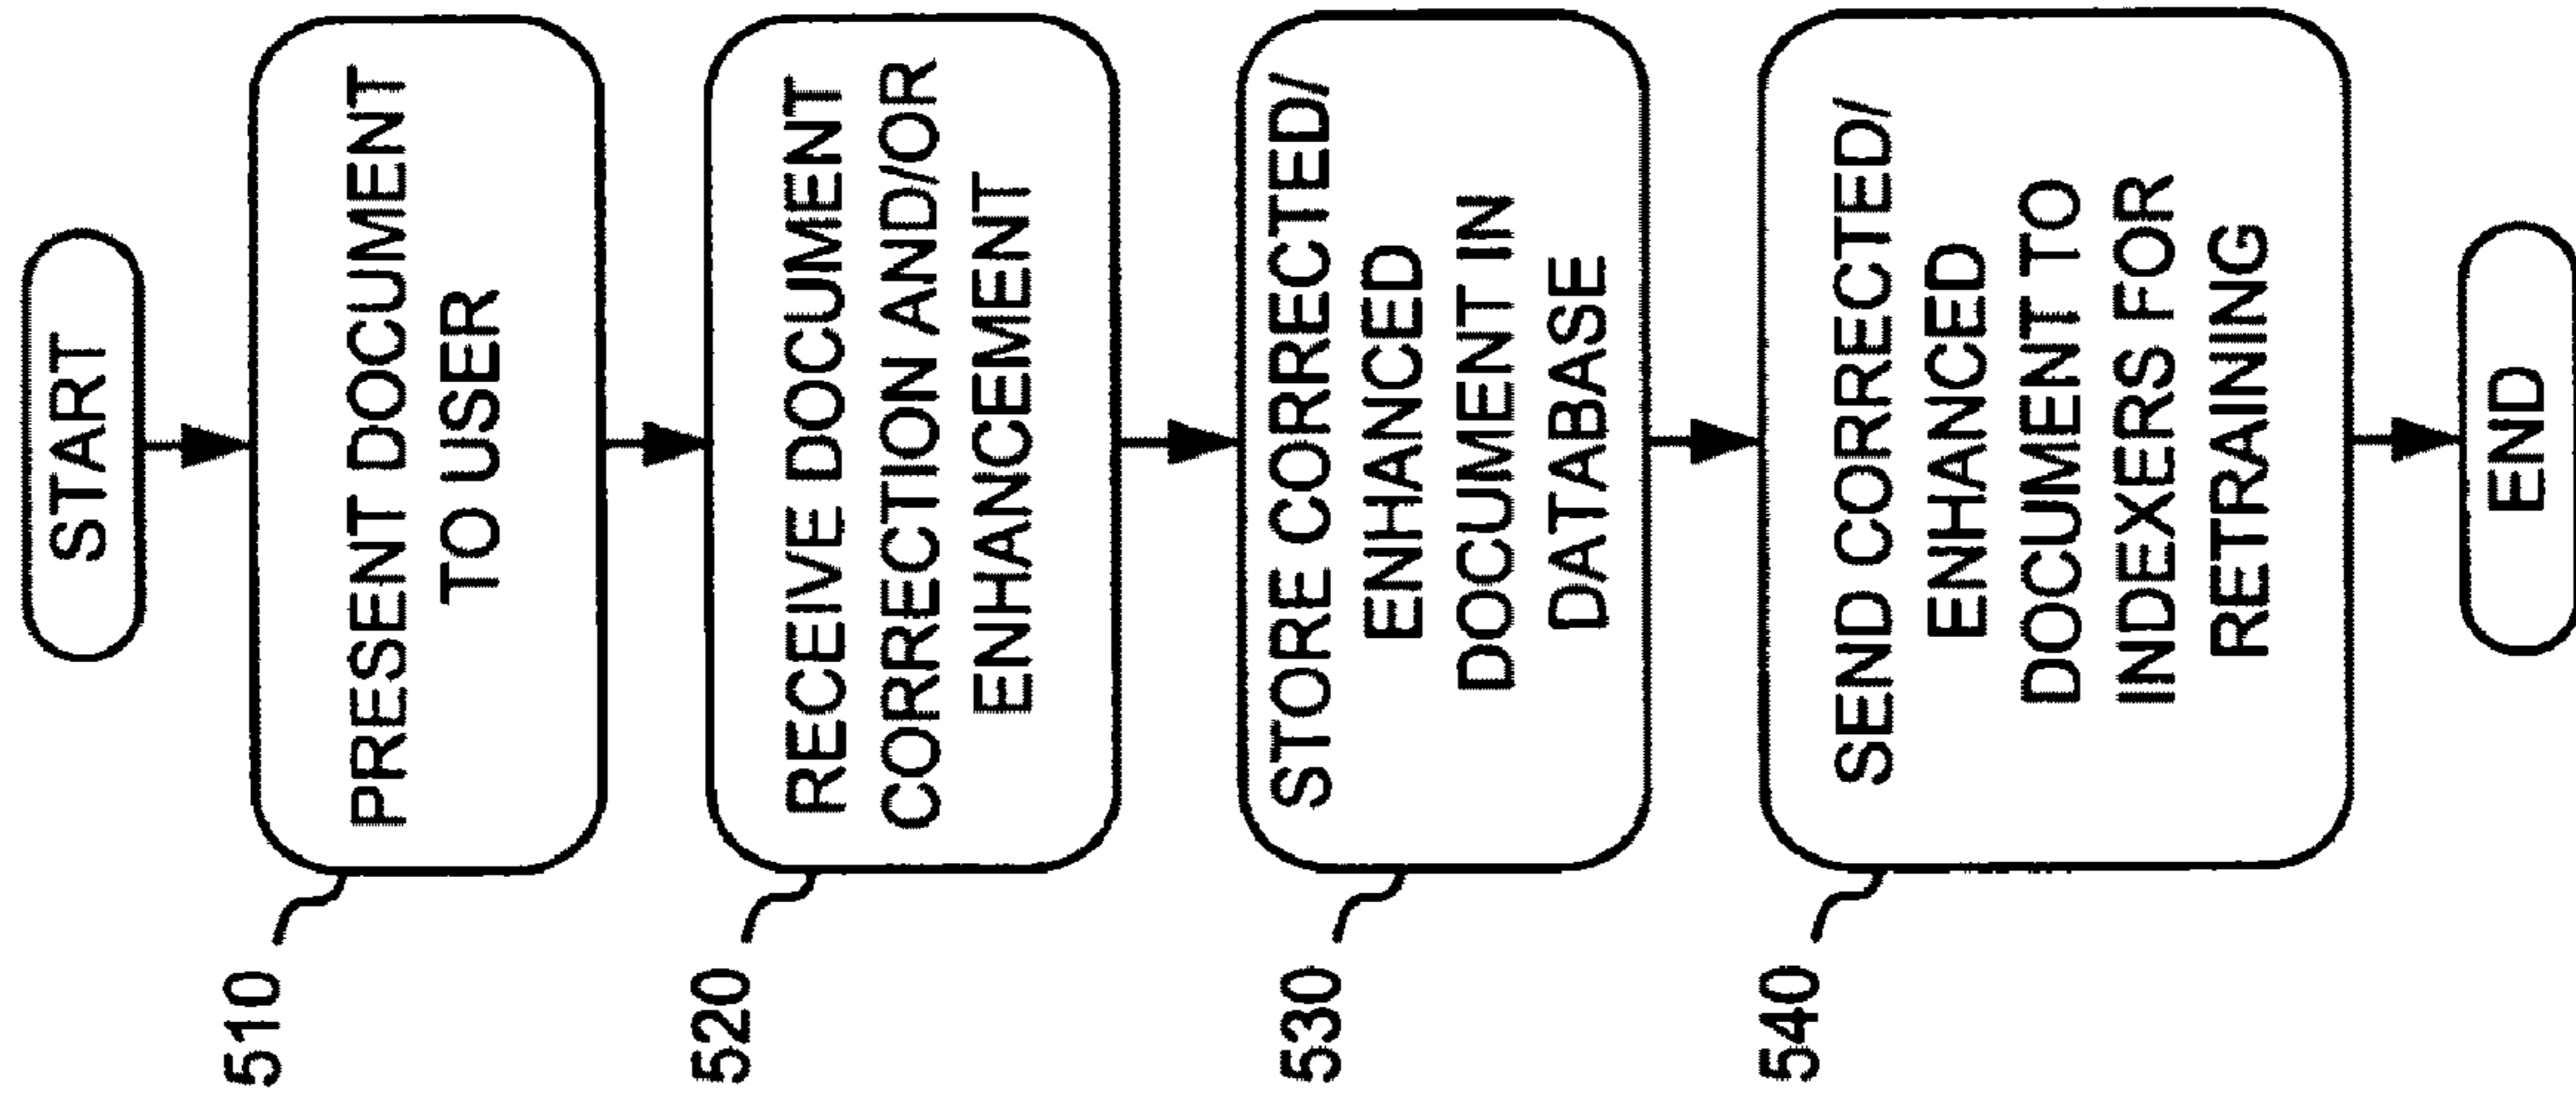 START
510
PRESENT DOCUMENT
TO USER
520
RECEIVE DOCUMENT
CORRECTION AND/OR
ENHANCEMENT
530
STORE CORRECTED/
ENHANCED
DOCUMENT IN
DATABASE
540
SEND CORRECTED/
ENHANCED
DOCUMENT TO
INDEXERS FOR
RETRAINING
END